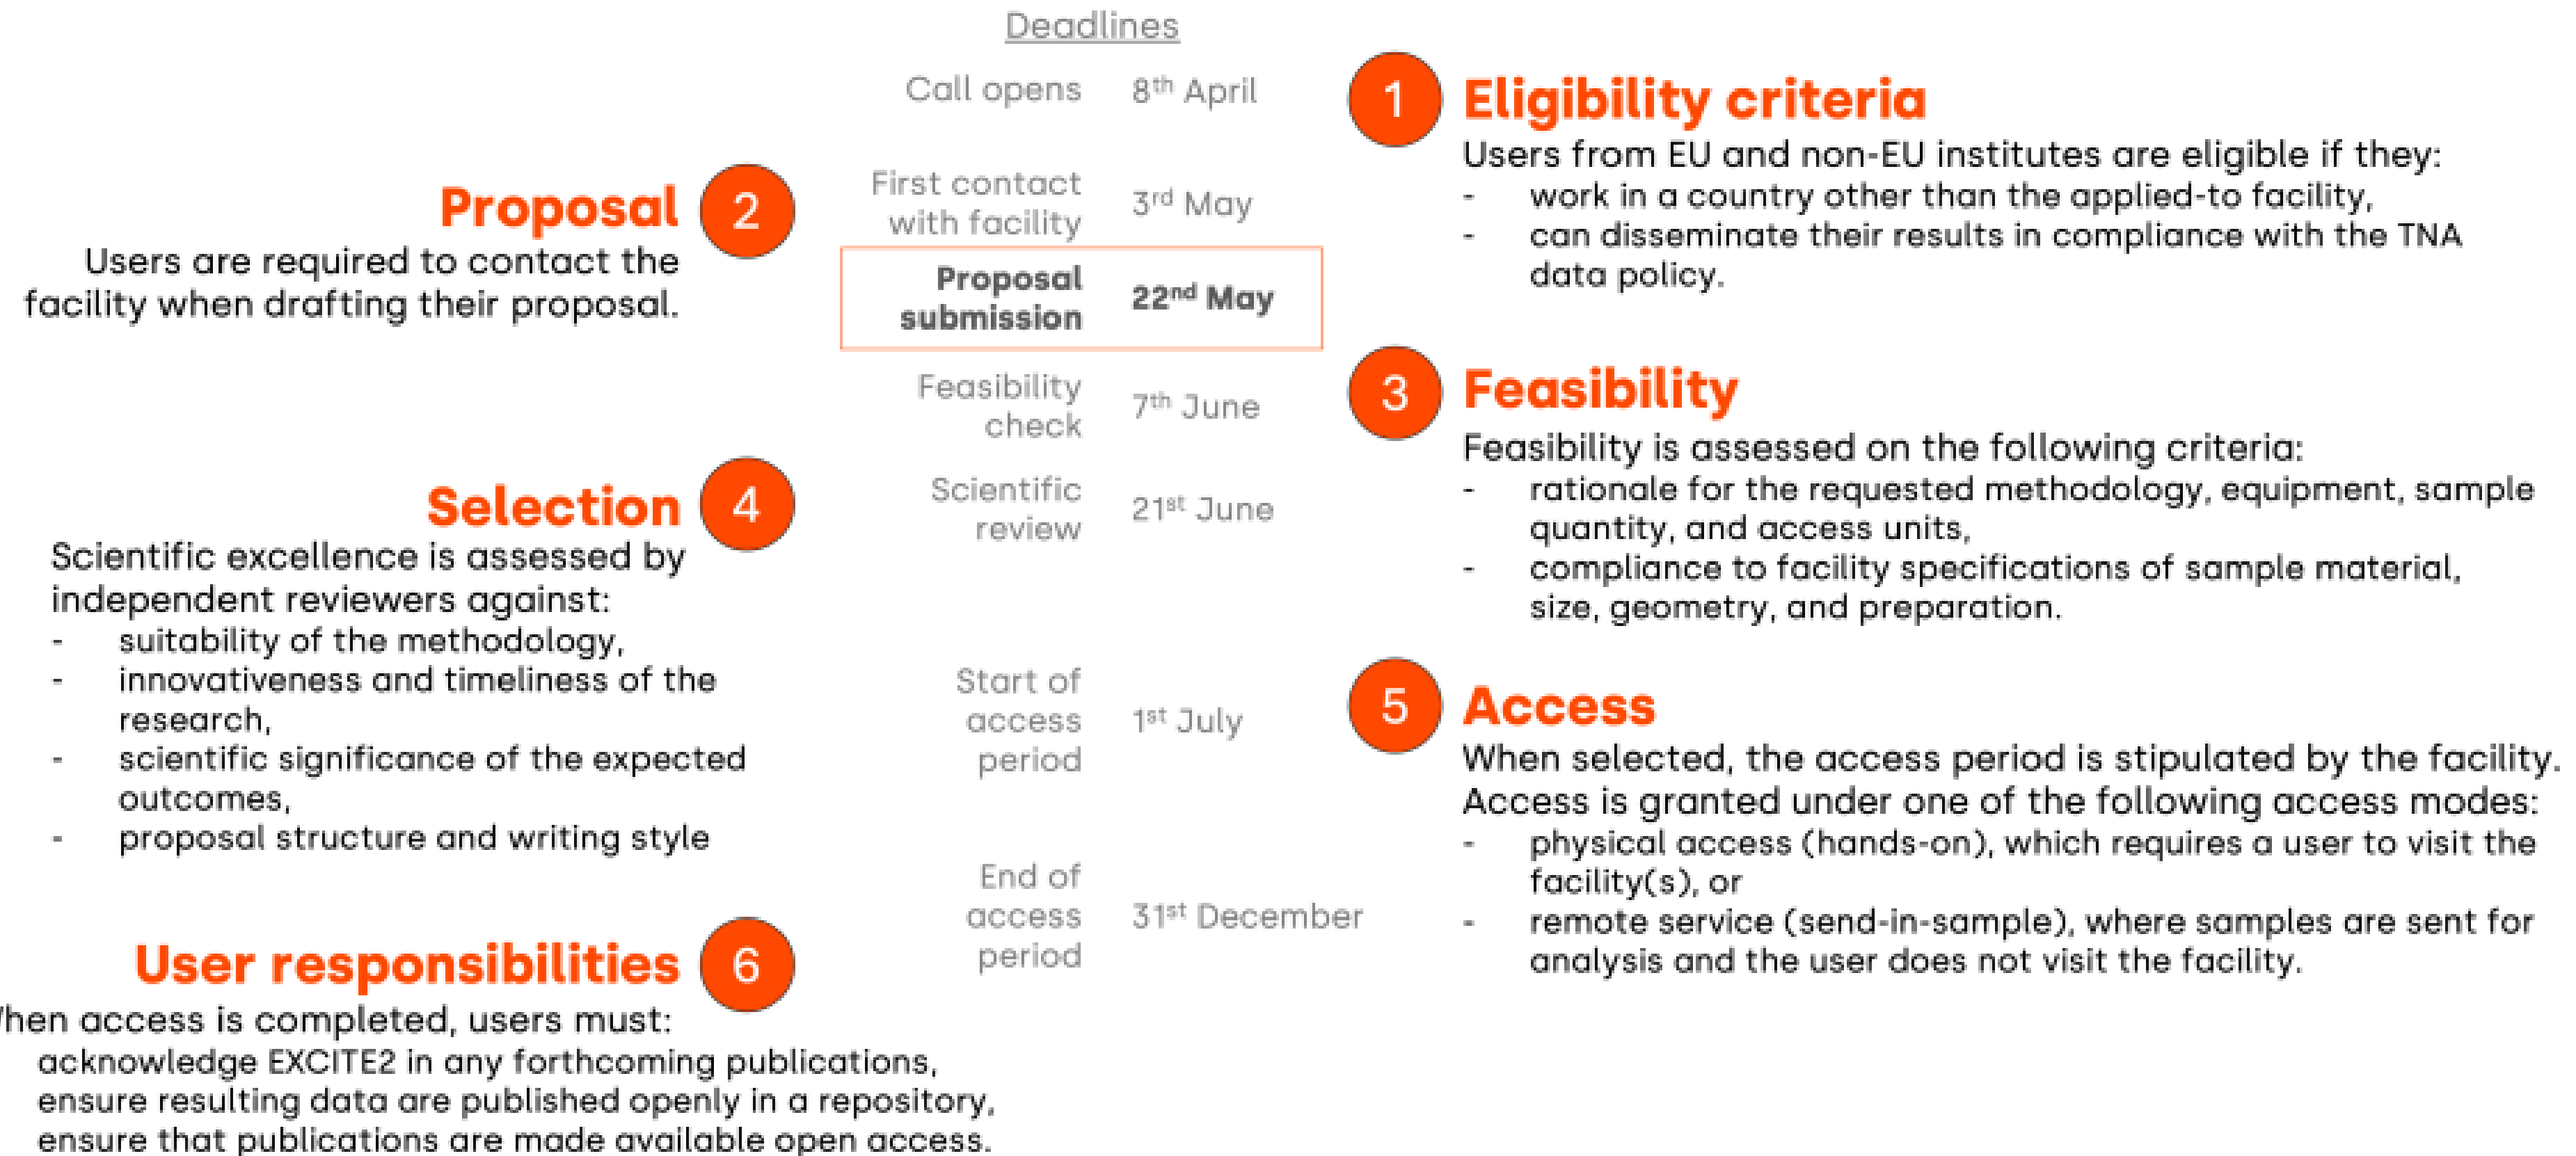 Deadlines
Call opens 8th April
First contact
with facility 3rd May
Proposal
submission 22nd May
Feasibility
check 7th June
Scientific
review 21st June
Start of
access
period 1st July
End of
access
period 31st December
1 Eligibility criteria
Users from EU and non-EU institutes are eligible if they:
- work in a country other than the applied-to facility,
- can disseminate their results in compliance with the TNA
data policy.
Proposal 2
Users are required to contact the
facility when drafting their proposal.
3 Feasibility
Feasibility is assessed on the following criteria:
- rationale for the requested methodology, equipment, sample
quantity, and access units,
- compliance to facility specifications of sample material,
size, geometry, and preparation.
Selection 4
Scientific excellence is assessed by
independent reviewers against:
- suitability of the methodology,
- innovativeness and timeliness of the
research,
- scientific significance of the expected
outcomes,
- proposal structure and writing style
5 Access
When selected, the access period is stipulated by the facility.
Access is granted under one of the following access modes:
- physical access (hands-on), which requires a user to visit the
facility(s), or
- remote service (send-in-sample), where samples are sent for
analysis and the user does not visit the facility.
User responsibilities 6
hen access is completed, users must:
acknowledge EXCITE2 in any forthcoming publications,
ensure resulting data are published openly in a repository,
ensure that publications are made available open access.